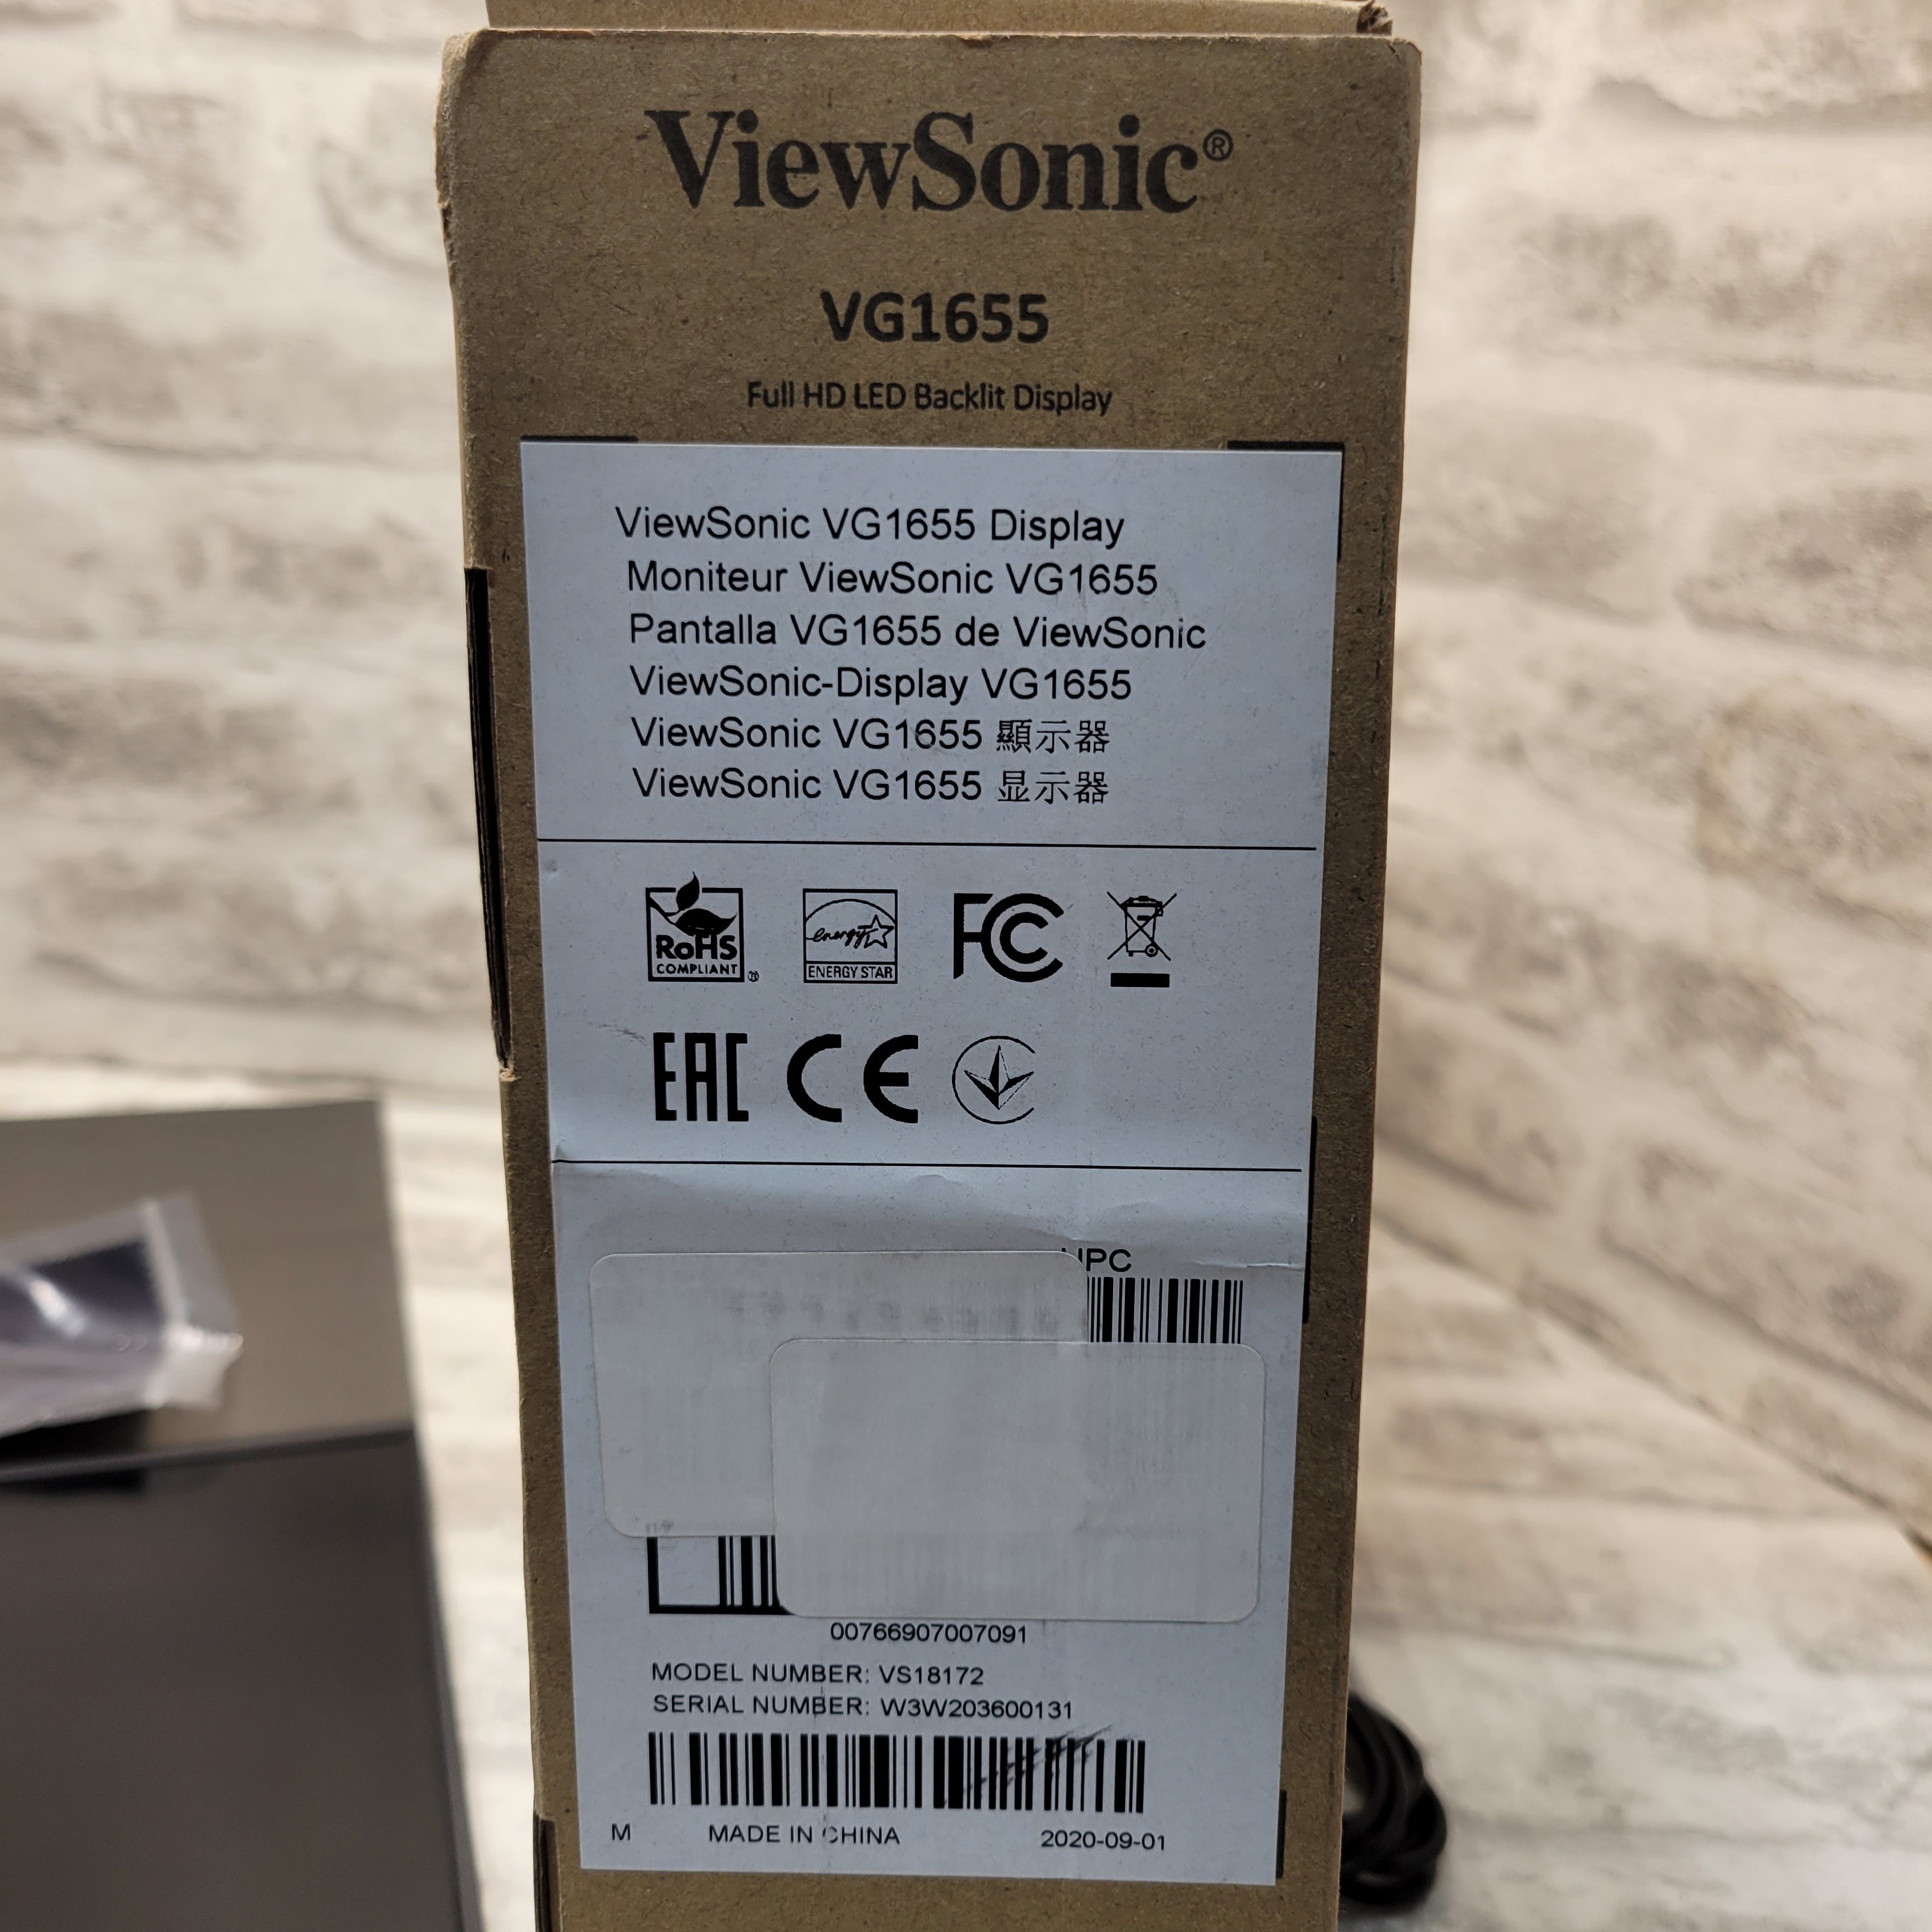 ViewSonic®
VG1655
Full HD LED Backlit Display
ViewSonic VG1655 Display
Moniteur ViewSonic VG1655
Pantalla VG1655 de ViewSonic
ViewSonic-Display VG1655
ViewSonic VG1655 顯示器
ViewSonic VG1655 显示器
RoHS
COMPLIANT ®
energy
ENERGY STAR
FC
EAC CE
UPC
00766907007091
MODEL NUMBER: VS18172
SERIAL NUMBER: W3W203600131
M MADE IN CHINA 2020-09-01